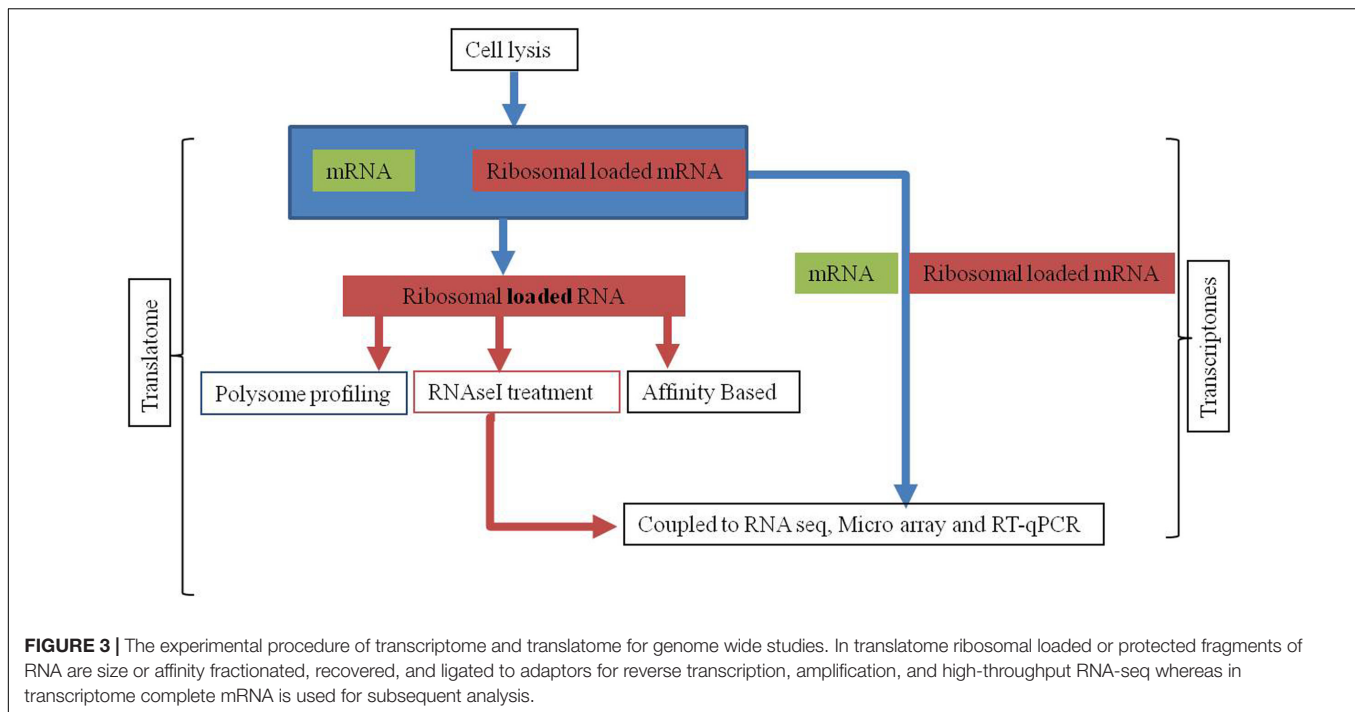 Cell lysis
mRNA
Ribosomal loaded mRNA
Ribosomal loaded RNA
mRNA
Ribosomal loaded mRNA
Translatome
Transcriptomes
Polysome profiling
RNAseI treatment
Affinity Based
Coupled to RNA seq, Micro array and RT-qPCR
FIGURE 3 | The experimental procedure of transcriptome and translatome for genome wide studies. In translatome ribosomal loaded or protected fragments of
RNA are size or affinity fractionated, recovered, and ligated to adaptors for reverse transcription, amplification, and high-throughput RNA-seq whereas in
transcriptome complete mRNA is used for subsequent analysis.